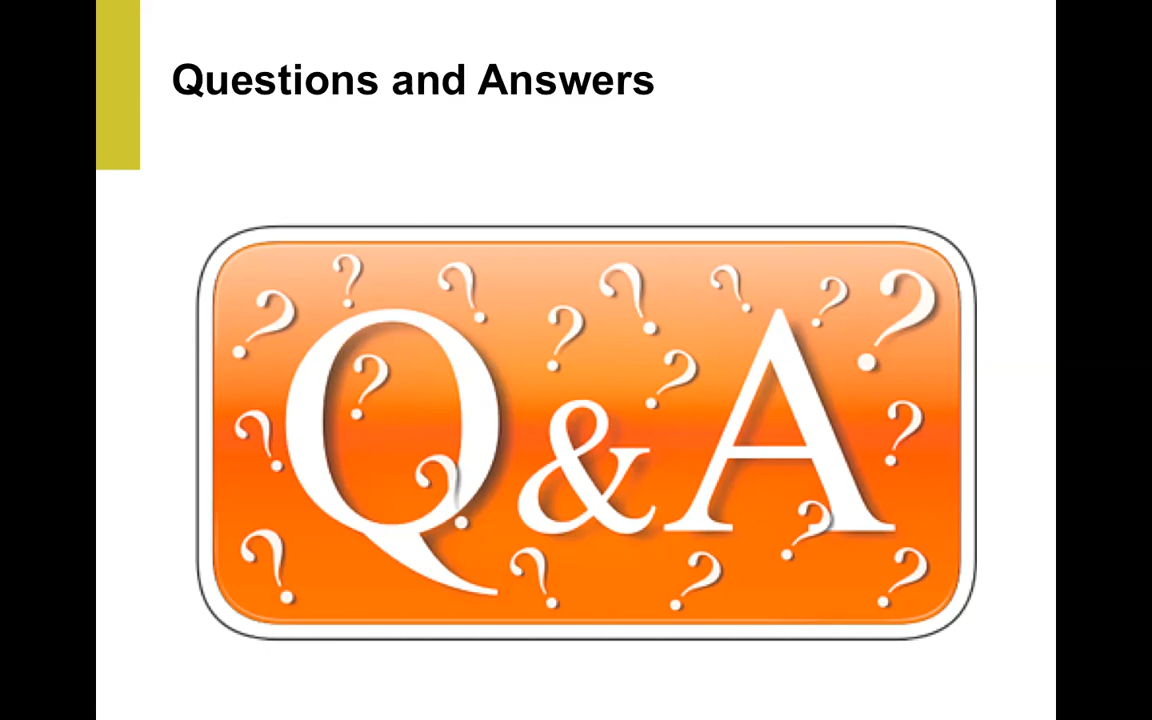 Questions and Answers
? ? ? ? ? ? ? ?
? ? ?
Q & A
? ? ? ?
? ? ? ?